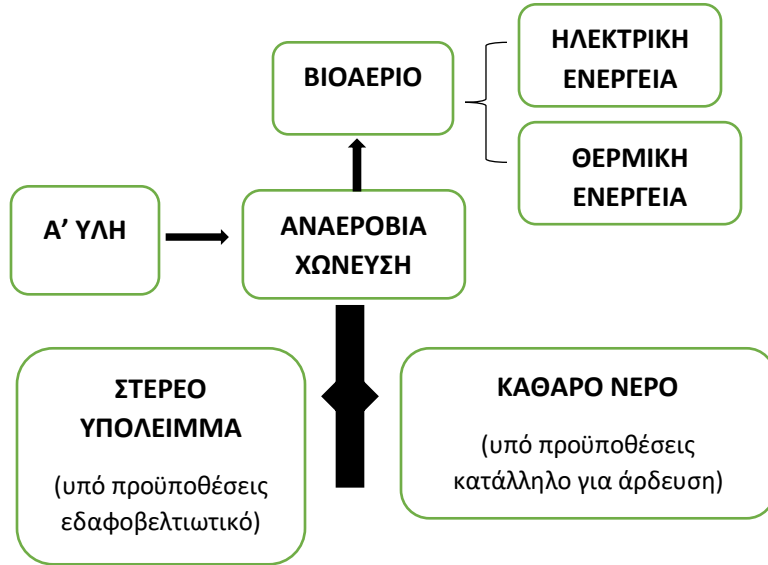 ΗΛΕΚΤΡΙΚΗ
ΕΝΕΡΓΕΙΑ
ΒΙΟΑΕΡΙΟ
ΘΕΡΜΙΚΗ
ΕΝΕΡΓΕΙΑ
Α’ ΥΛΗ
ΑΝΑΕΡΟΒΙΑ
ΧΩΝΕΥΣΗ
ΣΤΕΡΕΟ
ΥΠΟΛΕΙΜΜΑ
(υπό προϋποθέσεις
εδαφοβελτιωτικό)
ΚΑΘΑΡΟ ΝΕΡΟ
(υπό προϋποθέσεις
κατάλληλο για άρδευση)